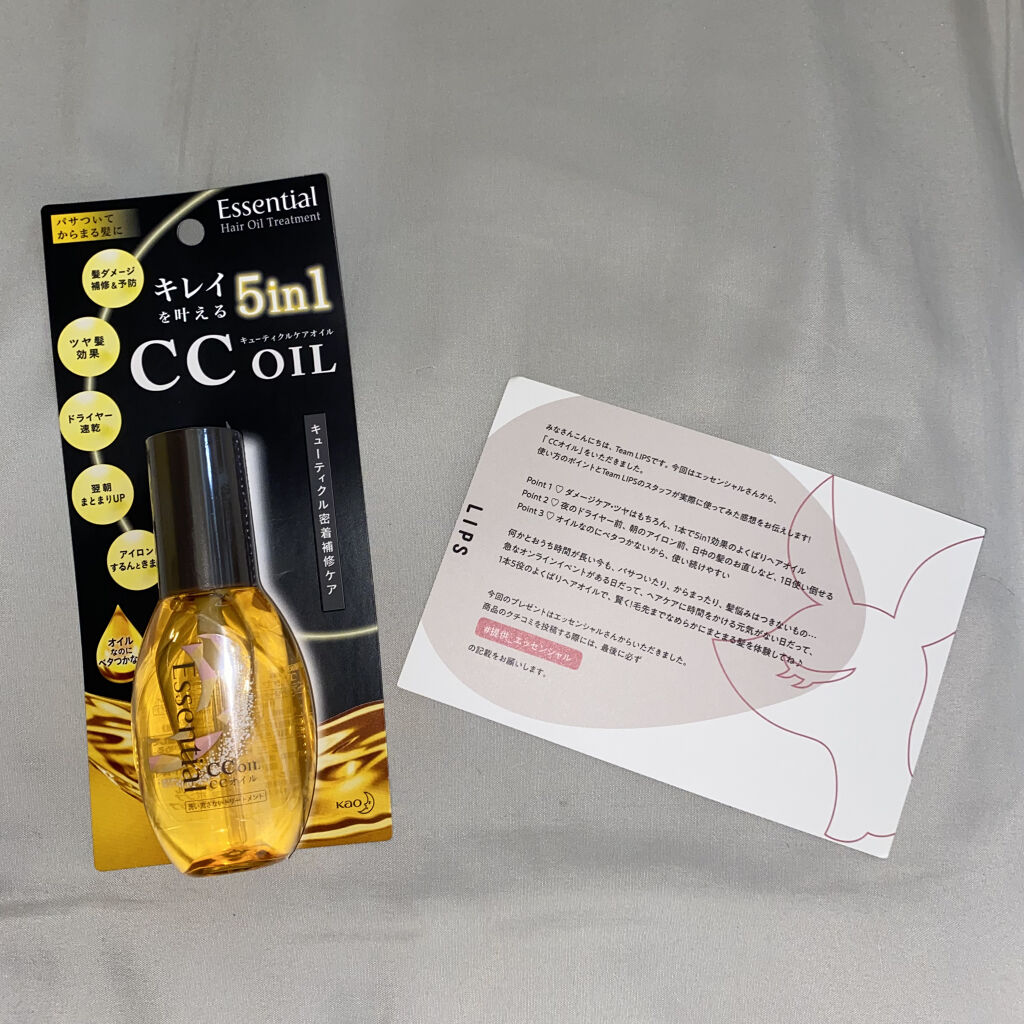 パサついて
からまる髪に
Essential
Hair Oil Treatment
髪ダメージ
補修&予防
ツヤ髪
効果
ドライヤー
速乾
翌朝
まとまりUP
アイロン
するんときま
オイル
なのに
ベタつかな
キレイ
を叶える
5in1
キューティクルケアオイル
CC OIL
キューティクル密着補修ケア
Essential
CC OIL
CCオイル
洗い流さないトリートメント
Kao
LIPS
みなさんこんにちは、Team LIPSです。今回はエッセンシャルさんから、
「CCオイル」をいただきました。
使い方のポイントとTeam LIPSのスタッフが実際に使ってみた感想をお伝えします!
Point 1 ♡ ダメージケア・ツヤはもちろん、1本で5in1効果のよくばりヘアオイル
Point 2 ♡ 夜のドライヤー前、朝のアイロン前、日中の髪のお直しなど、1日使い倒せる
Point 3 ♡ オイルなのにベタつかないから、使い続けやすい
何かとおうち時間が長い今も、パサついたり、からまったり、髪悩みはつきないもの…
急なオンラインイベントがある日だって、ヘアケアに時間をかける元気がない日だって、
1本5役のよくばりヘアオイルで、賢く!毛先までなめらかにまとまる髪を体験してね♪
今回のプレゼントはエッセンシャルさんからいただきました。
商品のクチコミを投稿する際には、最後に必ず
#提供_エッセンシャル
の記載をお願いします。